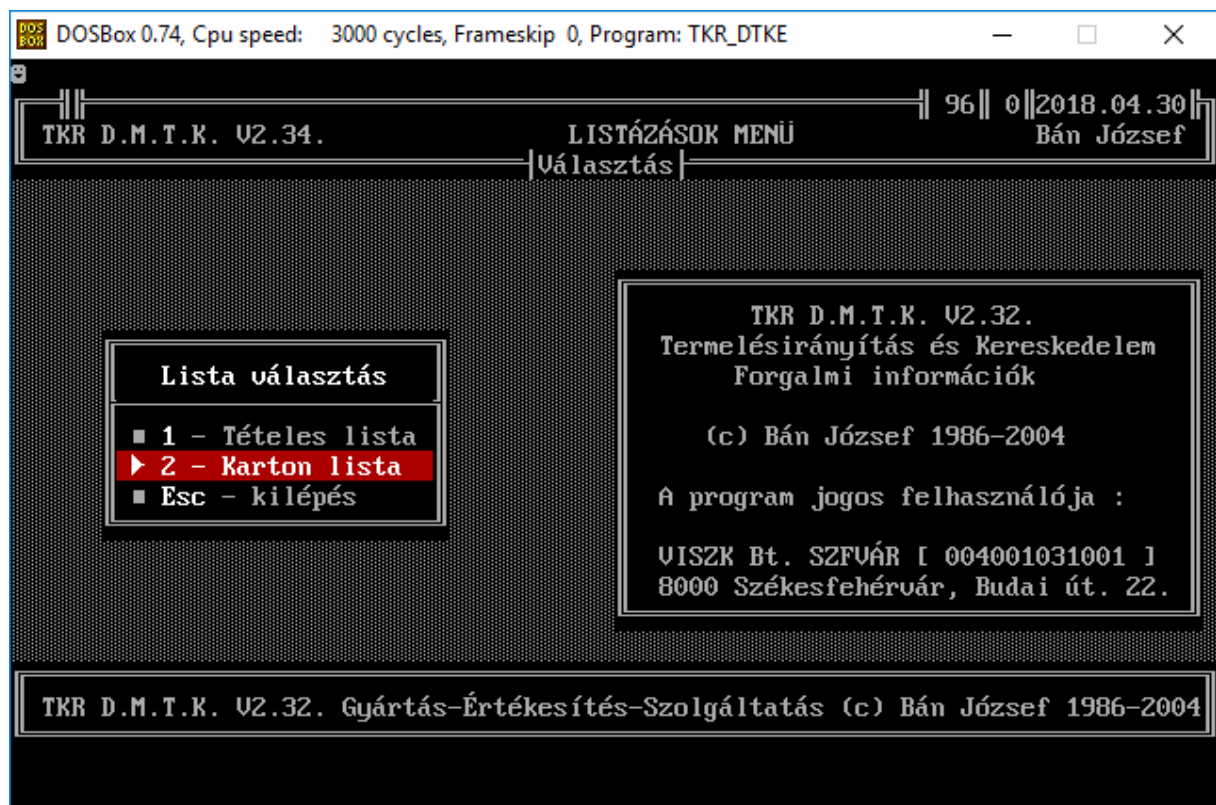 DOSBox 0.74, Cpu speed: 3000 cycles, Frameskip 0, Program: TKR_DTKE
96 0 2018.04.30
TKR D.M.T.K. V2.34. LISTÁZÁSOK MENÜ Bán József
Választás
Lista választás
1 - Tételes lista
2 - Karton lista
Esc - kilépés
TKR D.M.T.K. V2.32.
Termelésirányítás és Kereskedelem
Forgalmi információk
(c) Bán József 1986-2004
A program jogos felhasználója :
VISZK Bt. SZFVÁR [ 004001031001 ]
8000 Székesfehérvár, Budai út. 22.
TKR D.M.T.K. V2.32. Gyártás-Értékesítés-Szolgáltatás (c) Bán József 1986-2004